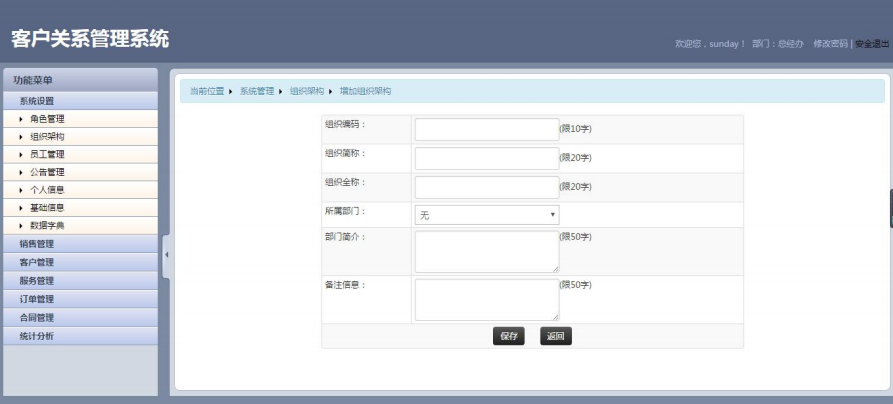 客户关系管理系统
欢迎您，sunday！ 部门：总经办 修改密码 | 安全退出
功能菜单
系统设置
角色管理
组织架构
员工管理
公告管理
个人信息
基础信息
数据字典
销售管理
客户管理
服务管理
订单管理
合同管理
统计分析
当前位置 系统管理 组织架构 增加组织架构
组织编码： (限10字)
组织简称： (限20字)
组织全称： (限20字)
所属部门： 无
部门简介： (限50字)
备注信息： (限50字)
保存 返回